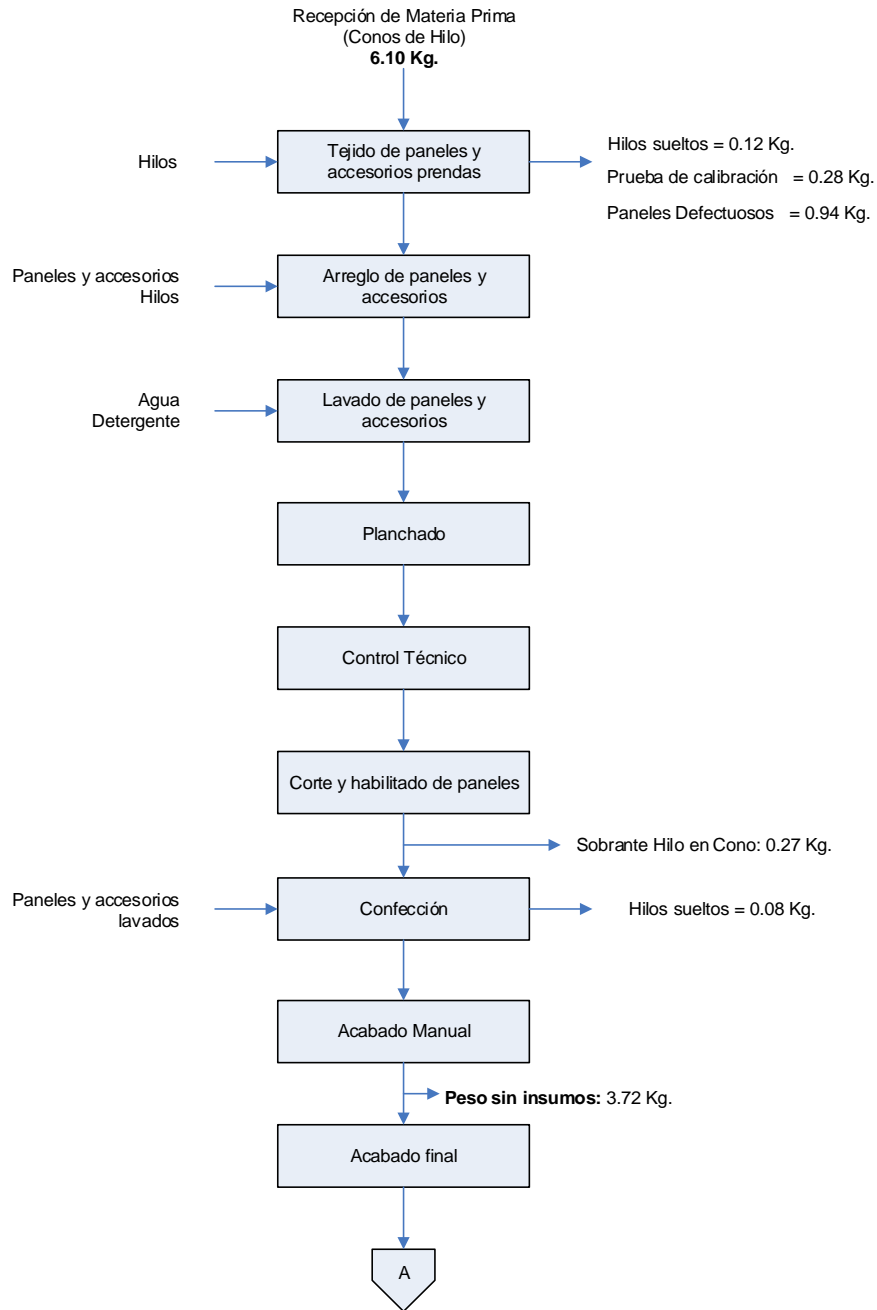 Recepción de Materia Prima
(Conos de Hilo)
6.10 Kg.
Hilos
Tejido de paneles y
accesorios prendas
Hilos sueltos = 0.12 Kg.
Prueba de calibración = 0.28 Kg.
Paneles Defectuosos = 0.94 Kg.
Paneles y accesorios
Hilos
Arreglo de paneles y
accesorios
Agua
Detergente
Lavado de paneles y
accesorios
Planchado
Control Técnico
Corte y habilitado de paneles
Sobrante Hilo en Cono: 0.27 Kg.
Paneles y accesorios
lavados
Confección
Hilos sueltos = 0.08 Kg.
Acabado Manual
Peso sin insumos: 3.72 Kg.
Acabado final
A